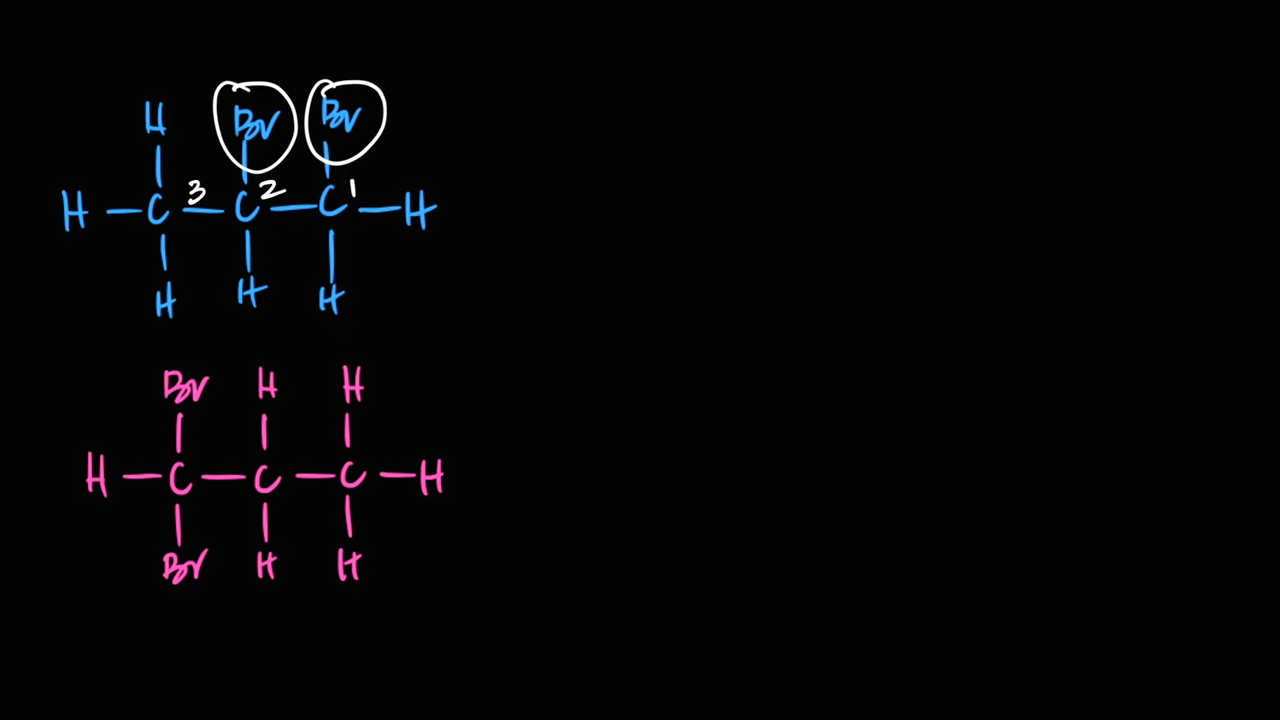 H Br Br
3 2 1
H — C — C — C — H
H H H
Br H H
H — C — C — C — H
Br H H